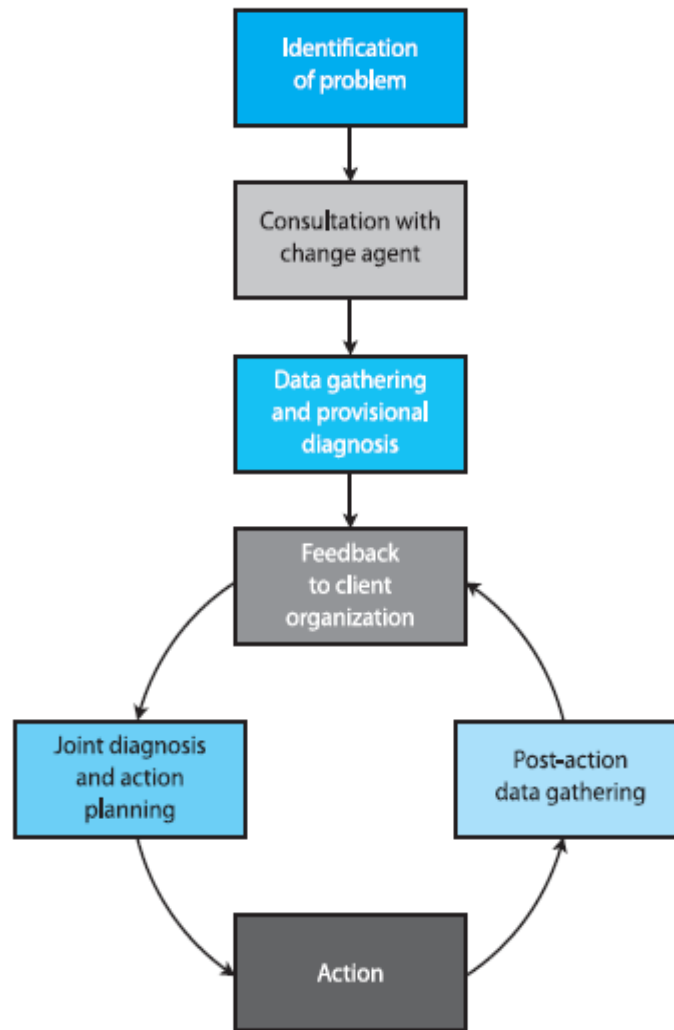 Identification
of problem
Consultation with
change agent
Data gathering
and provisional
diagnosis
Feedback
to client
organization
Joint diagnosis
and action
planning
Post-action
data gathering
Action